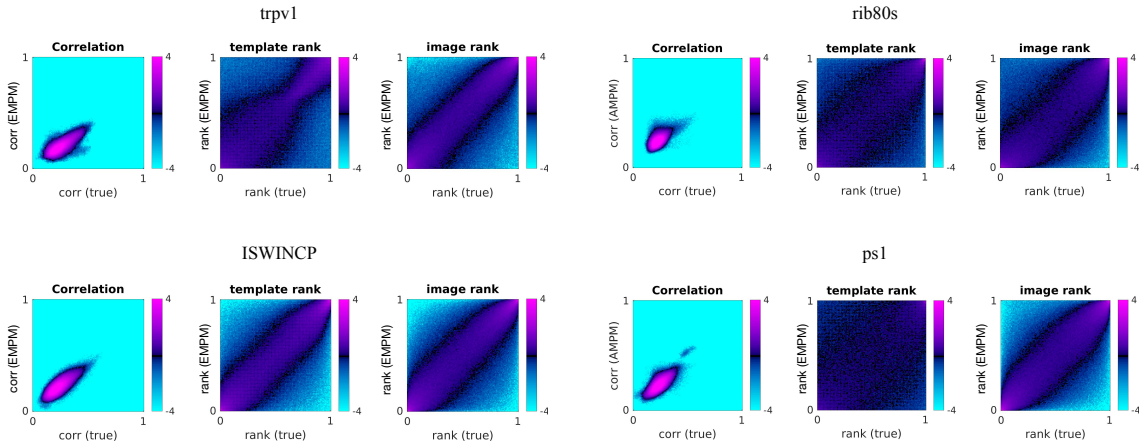 trpv1
Correlation
template rank
image rank
corr (EMPM)
corr (true)
rank (EMPM)
rank (true)
rank (EMPM)
rank (true)
1
0
0
1
4
-4
1
0
0
1
4
-4
1
0
0
1
4
-4
rib80s
Correlation
template rank
image rank
corr (AMPM)
corr (true)
rank (EMPM)
rank (true)
rank (EMPM)
rank (true)
1
0
0
1
4
-4
1
0
0
1
4
-4
1
0
0
1
4
-4
ISWINCP
Correlation
template rank
image rank
corr (EMPM)
corr (true)
rank (EMPM)
rank (true)
rank (EMPM)
rank (true)
1
0
0
1
4
-4
1
0
0
1
4
-4
1
0
0
1
4
-4
ps1
Correlation
template rank
image rank
corr (AMPM)
corr (true)
rank (EMPM)
rank (true)
rank (EMPM)
rank (true)
1
0
0
1
4
-4
1
0
0
1
4
-4
1
0
0
1
4
-4